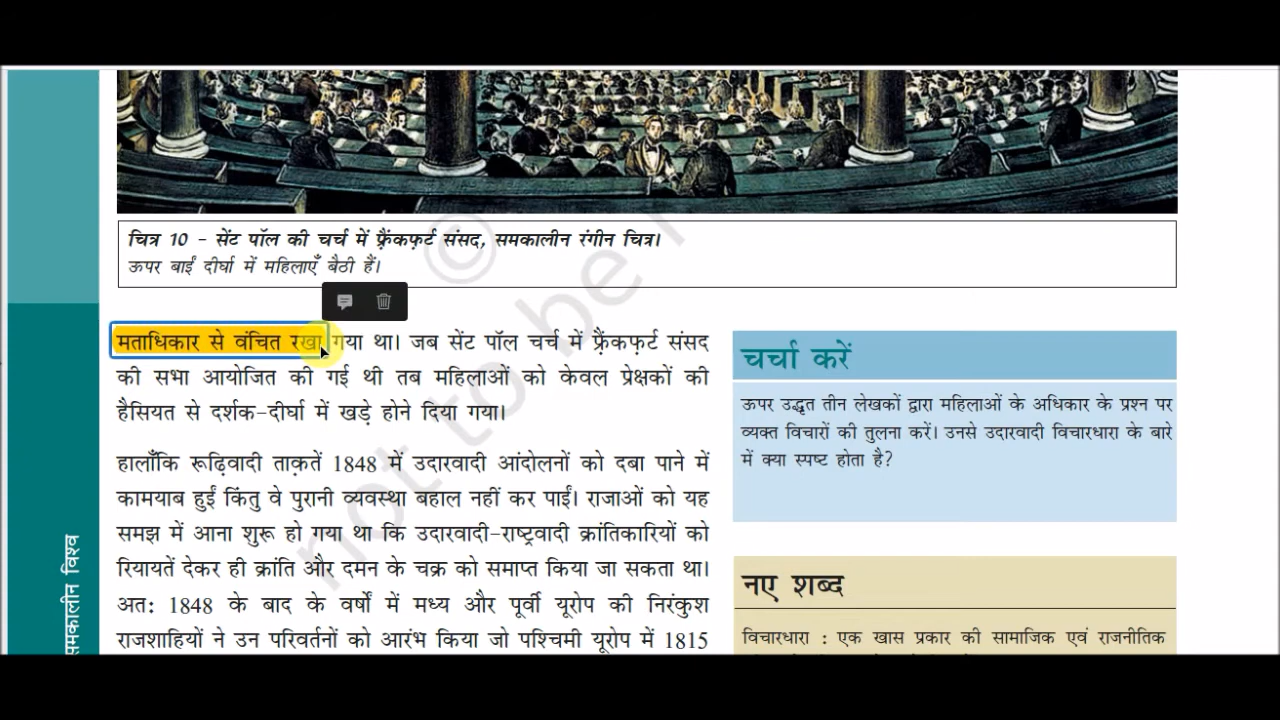 चित्र 10 – सेंट पॉल की चर्च में फ़्रैंकफ़र्ट संसद, समकालीन रंगीन चित्र।
ऊपर बाईं दीर्घा में महिलाएँ बैठी हैं।
मताधिकार से वंचित रखा गया था। जब सेंट पॉल चर्च में फ़्रैंकफ़र्ट संसद
की सभा आयोजित की गई थी तब महिलाओं को केवल प्रेक्षकों की
हैसियत से दर्शक-दीर्घा में खड़े होने दिया गया।
हालाँकि रूढ़िवादी ताक़तें 1848 में उदारवादी आंदोलनों को दबा पाने में
कामयाब हुईं किंतु वे पुरानी व्यवस्था बहाल नहीं कर पाईं। राजाओं को यह
समझ में आना शुरू हो गया था कि उदारवादी-राष्ट्रवादी क्रांतिकारियों को
रियायतें देकर ही क्रांति और दमन के चक्र को समाप्त किया जा सकता था।
अत: 1848 के बाद के वर्षों में मध्य और पूर्वी यूरोप की निरंकुश
राजशाहियों ने उन परिवर्तनों को आरंभ किया जो पश्चिमी यूरोप में 1815
चर्चा करें
ऊपर उद्धृत तीन लेखकों द्वारा महिलाओं के अधिकार के प्रश्न पर
व्यक्त विचारों की तुलना करें। उनसे उदारवादी विचारधारा के बारे
में क्या स्पष्ट होता है?
नए शब्द
विचारधारा : एक खास प्रकार की सामाजिक एवं राजनीतिक
समकालीन विश्व
© not to be r